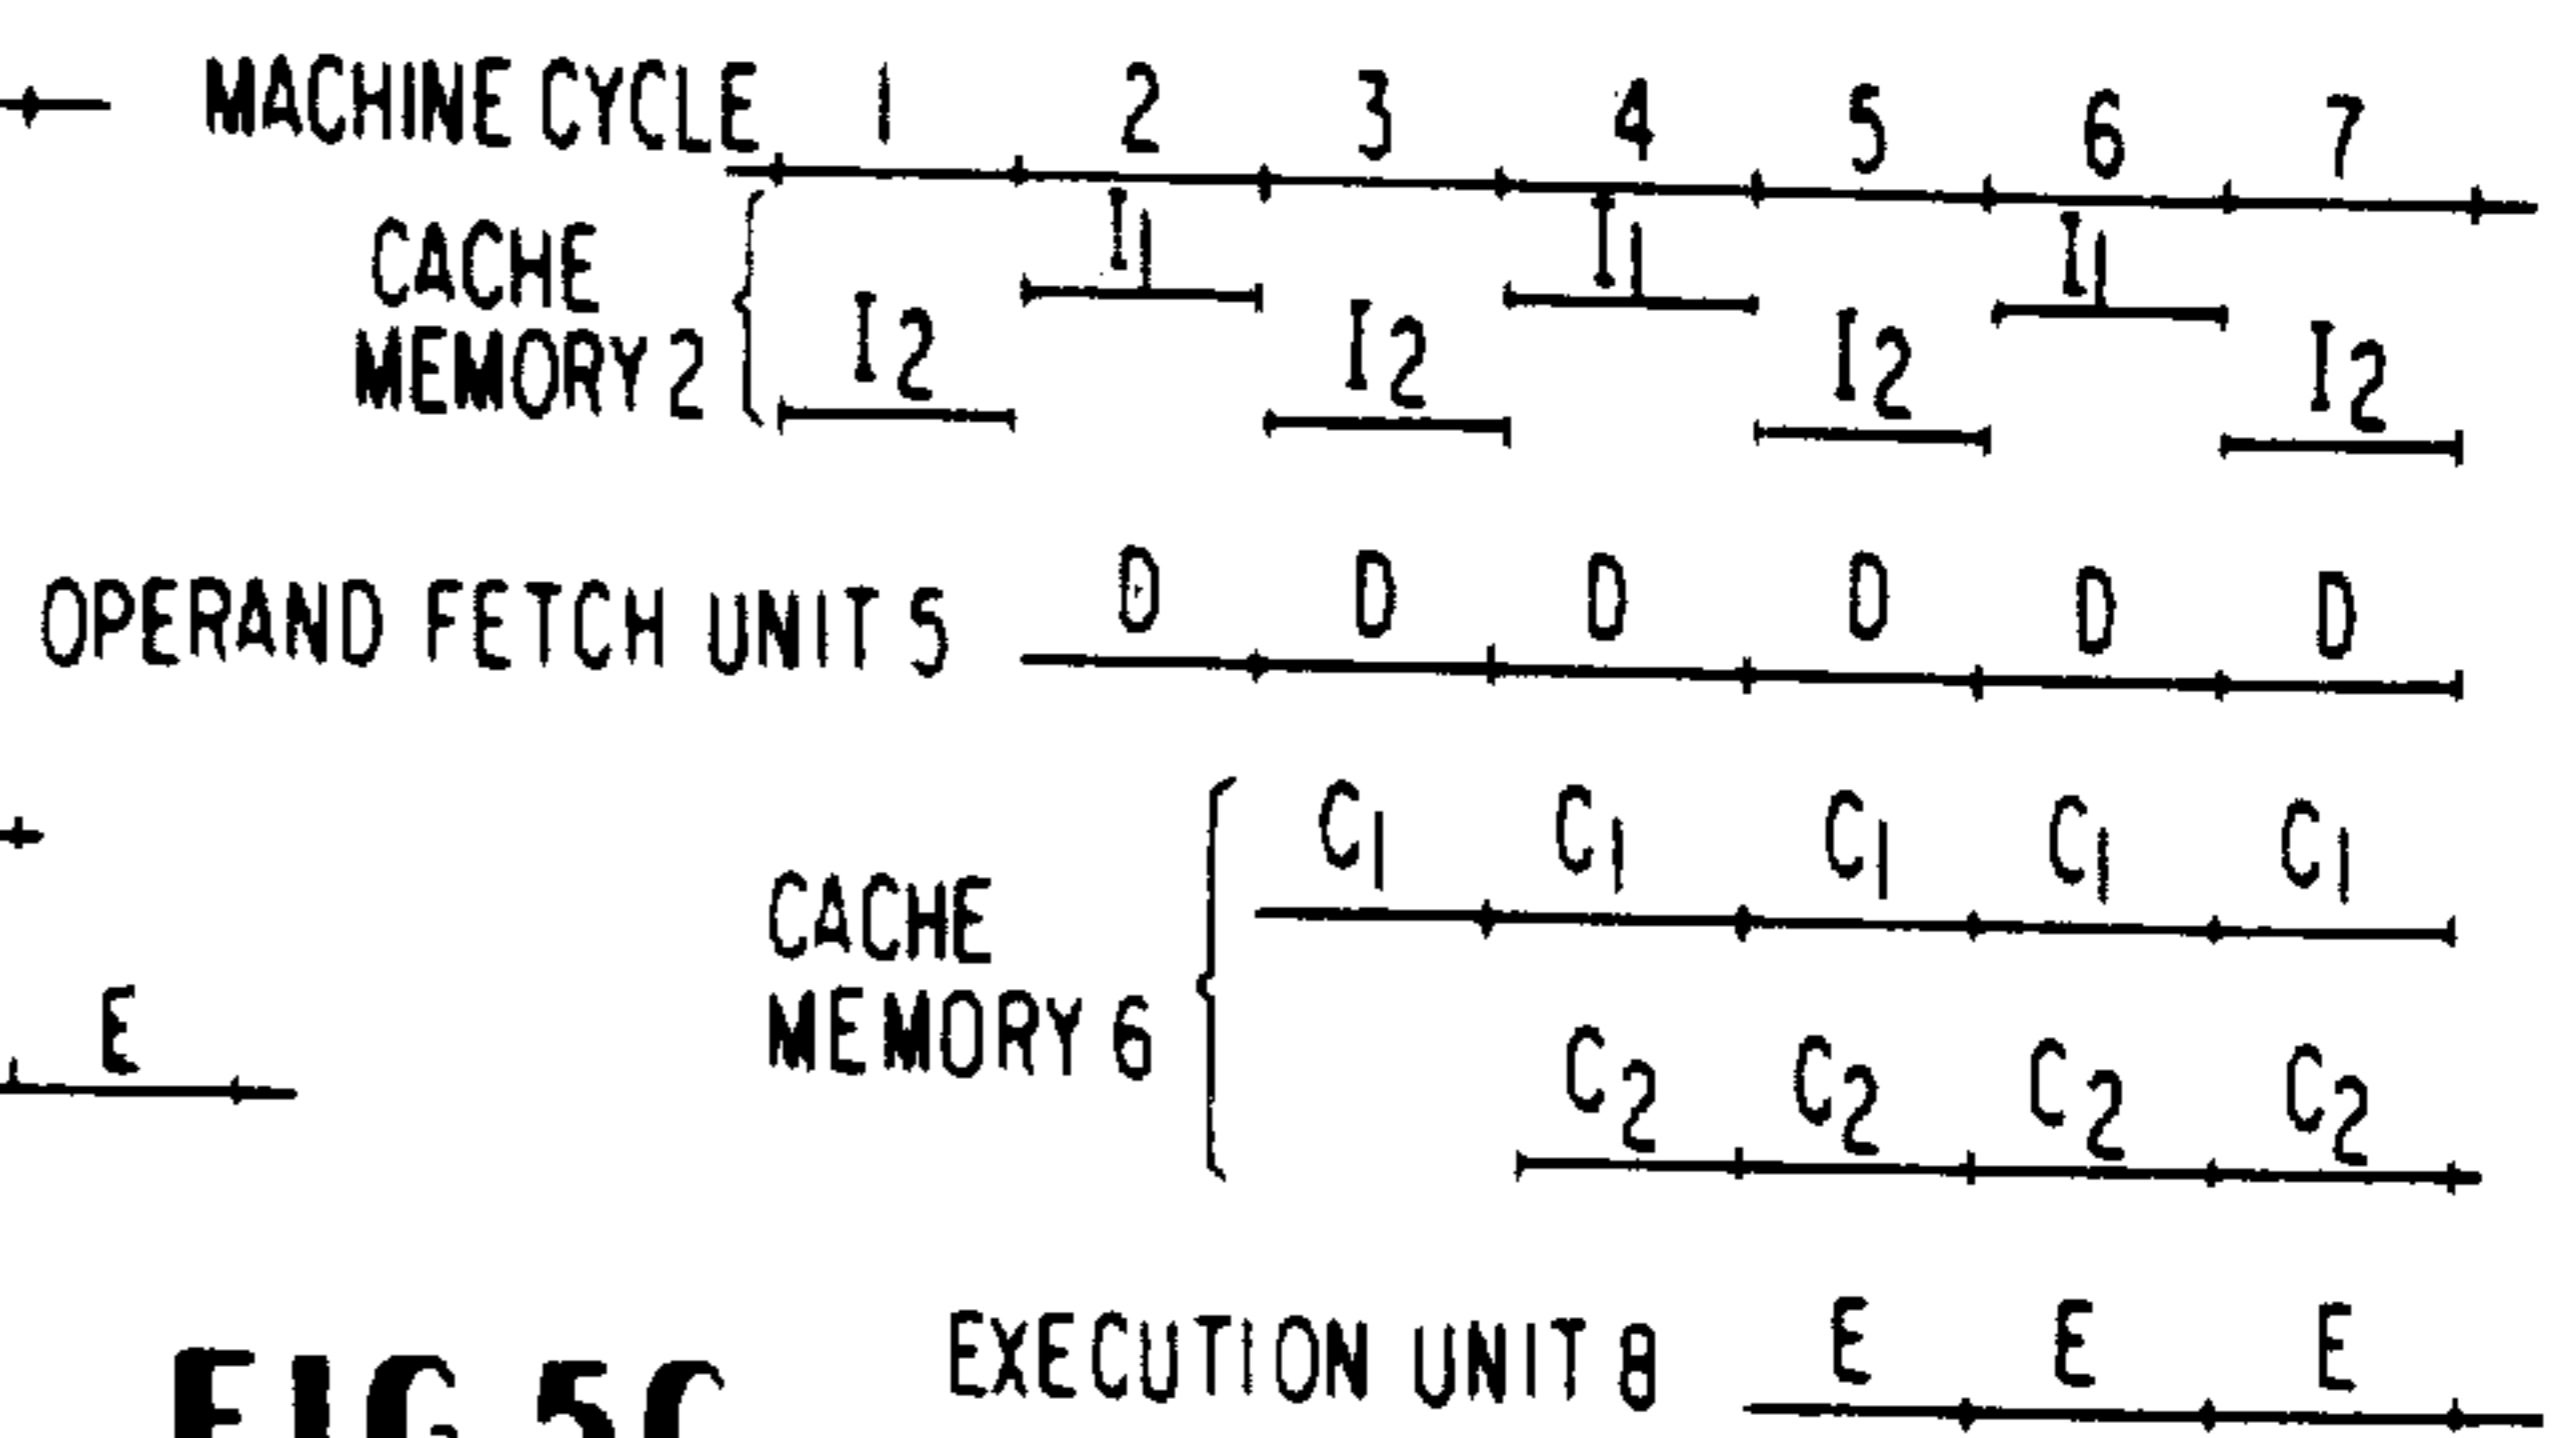 MACHINE CYCLE 1 2 3 4 5 6 7
I1 I1 I1
CACHE
MEMORY 2
I2 I2 I2 I2
OPERAND FETCH UNIT 5 D D D D D D
C1 C1 C1 C1 C1
CACHE
MEMORY 6
E
C2 C2 C2 C2
EXECUTION UNIT 8 E E E
FIG 5C